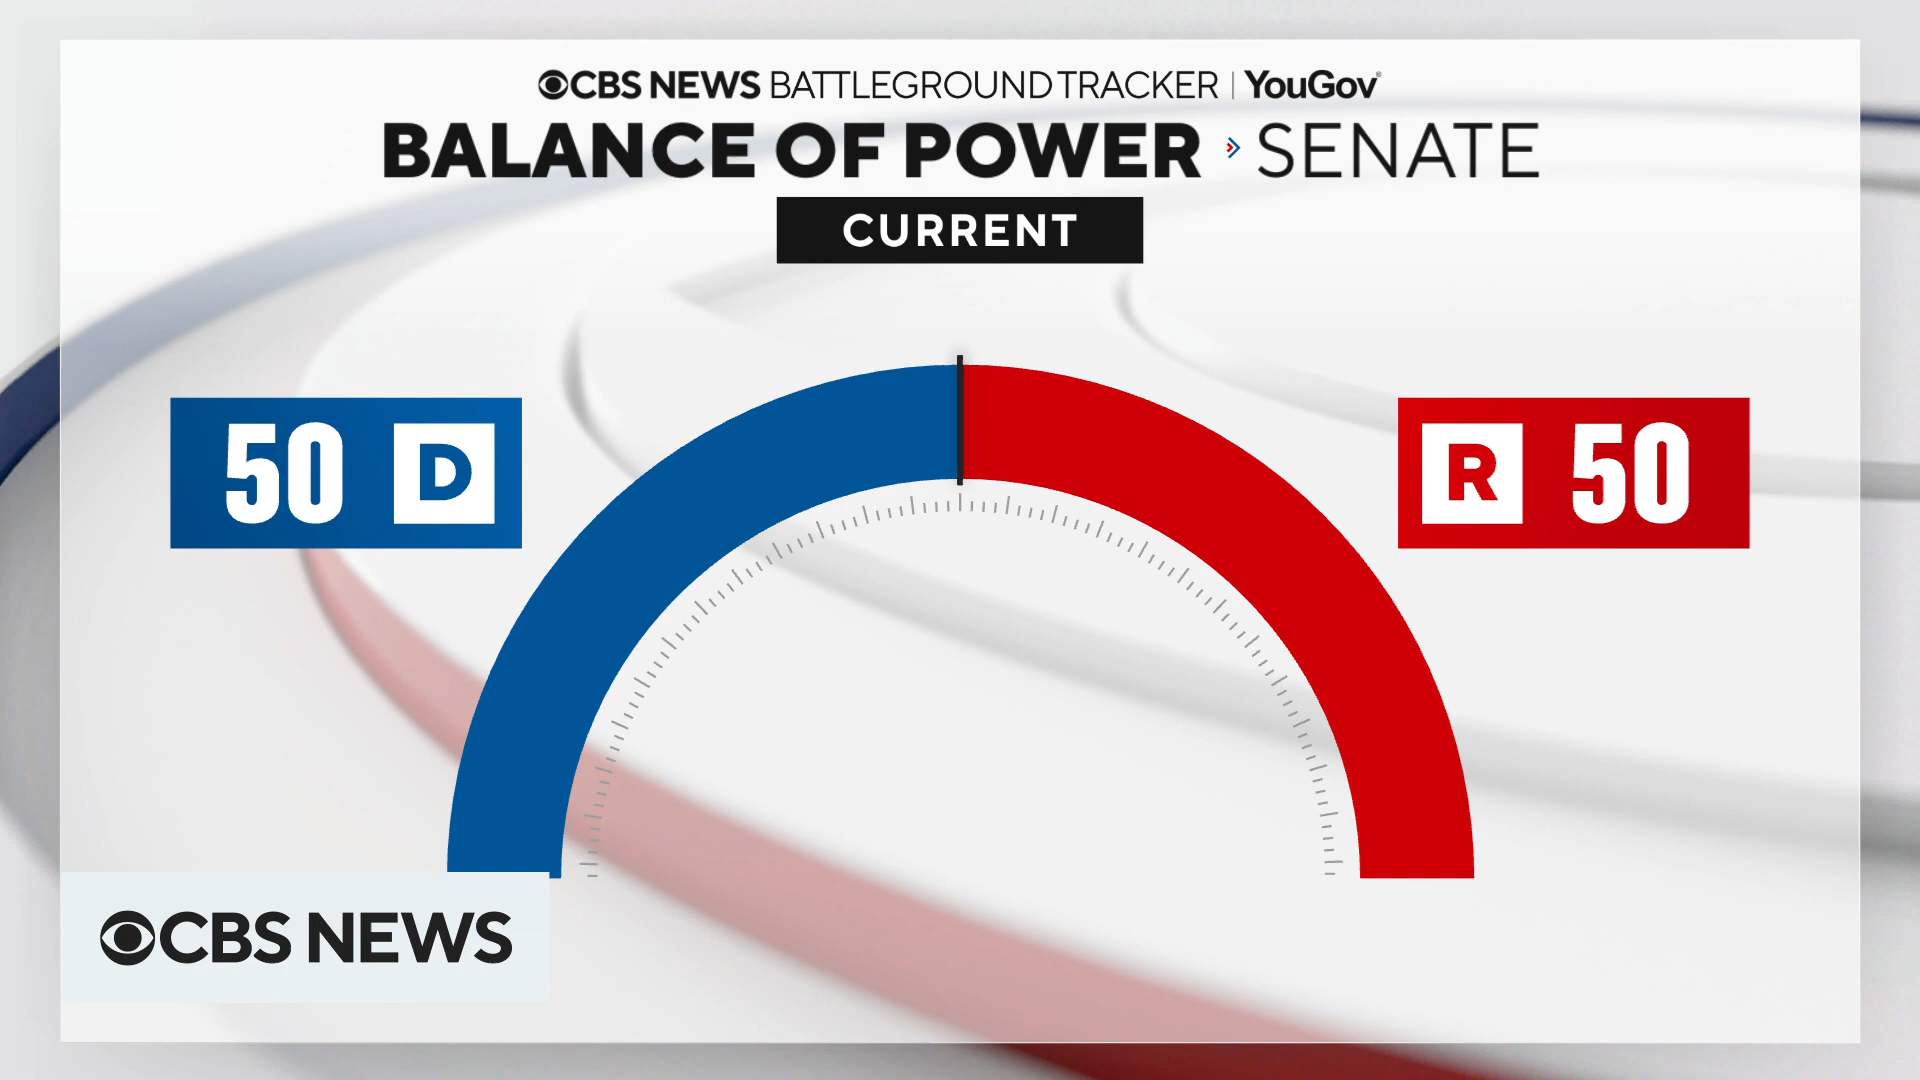 CBS NEWS BATTLEGROUND TRACKER | YouGov
BALANCE OF POWER SENATE
CURRENT
50 D
R 50
CBS NEWS